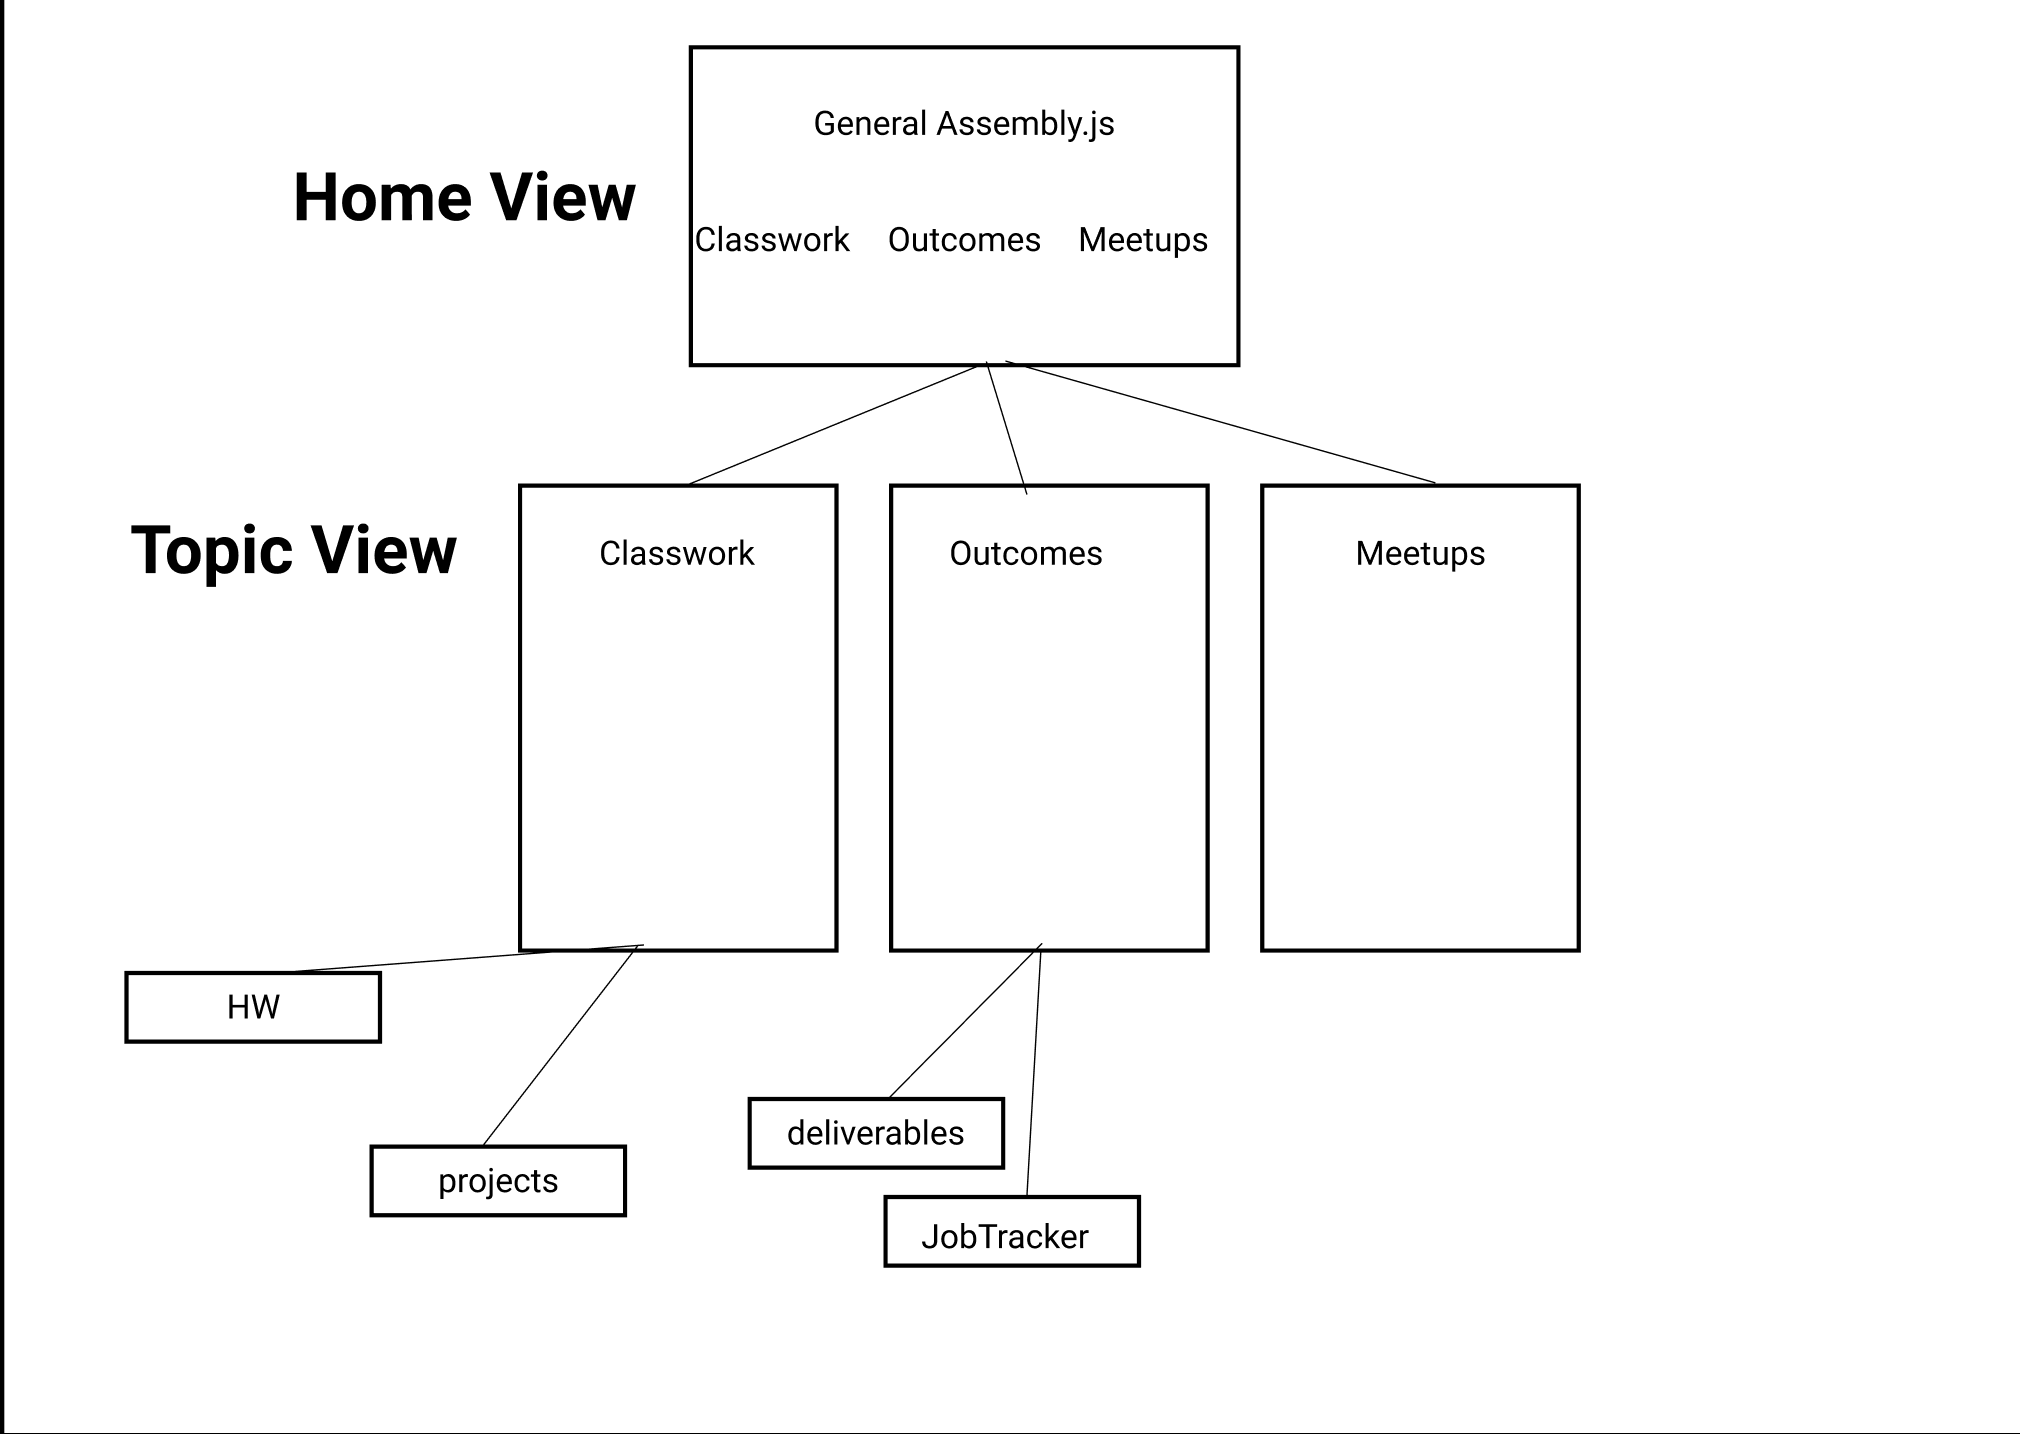 General Assembly.js
Home View
Classwork Outcomes Meetups
Topic View
Classwork
Outcomes
Meetups
HW
projects
deliverables
JobTracker